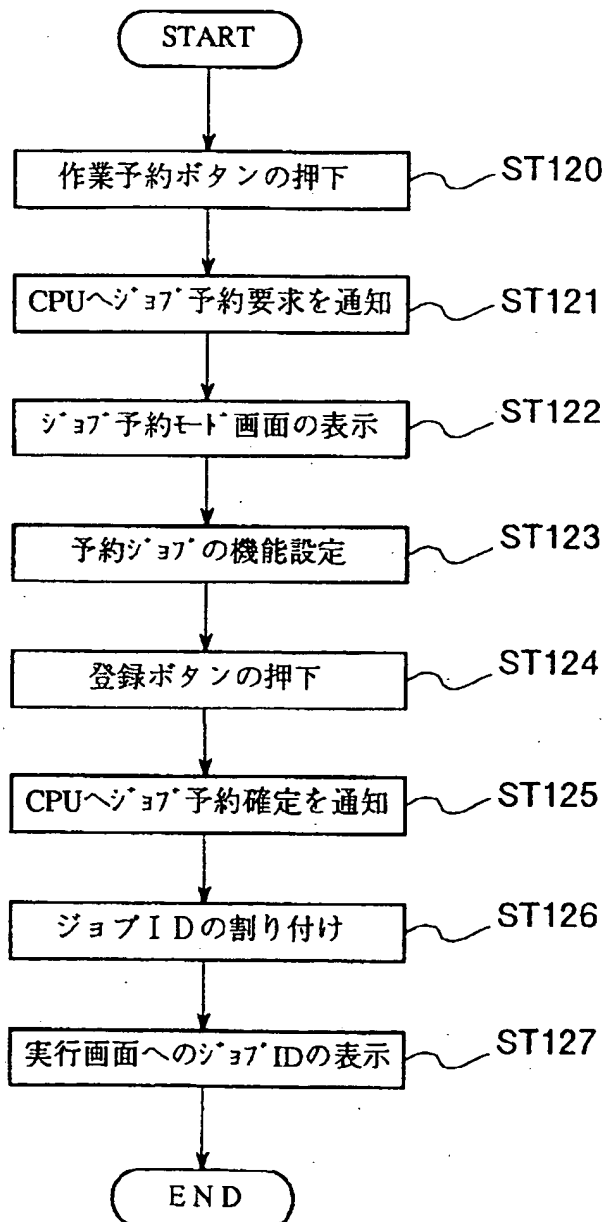 START
作業予約ボタンの押下
ST120
CPUへｼﾞｮﾌﾞ予約要求を通知
ST121
ｼﾞｮﾌﾞ予約ﾓｰﾄﾞ画面の表示
ST122
予約ｼﾞｮﾌﾞの機能設定
ST123
登録ボタンの押下
ST124
CPUへｼﾞｮﾌﾞ予約確定を通知
ST125
ジョブＩＤの割り付け
ST126
実行画面へのｼﾞｮﾌﾞIDの表示
ST127
END